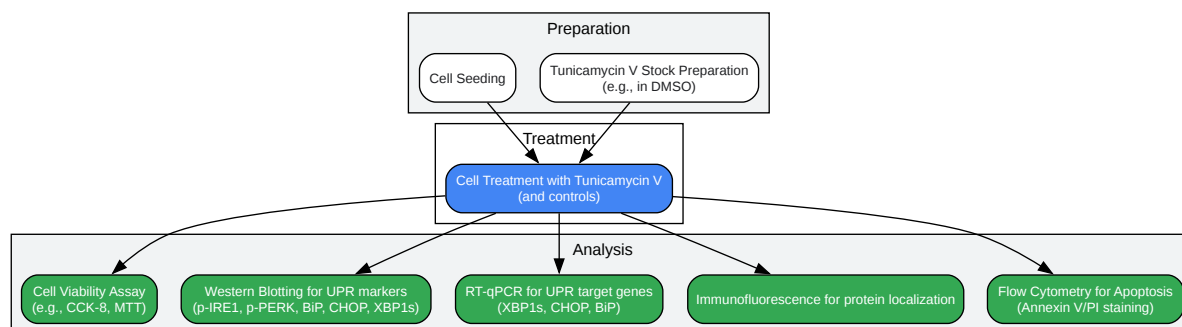 Preparation
Cell Seeding
Tunicamycin V Stock Preparation
(e.g., in DMSO)
Treatment
Cell Treatment with Tunicamycin V
(and controls)
Analysis
Cell Viability Assay
(e.g., CCK-8, MTT)
Western Blotting for UPR markers
(p-IRE1, p-PERK, BiP, CHOP, XBP1s)
RT-qPCR for UPR target genes
(XBP1s, CHOP, BiP)
Immunofluorescence for protein localization
Flow Cytometry for Apoptosis
(Annexin V/PI staining)